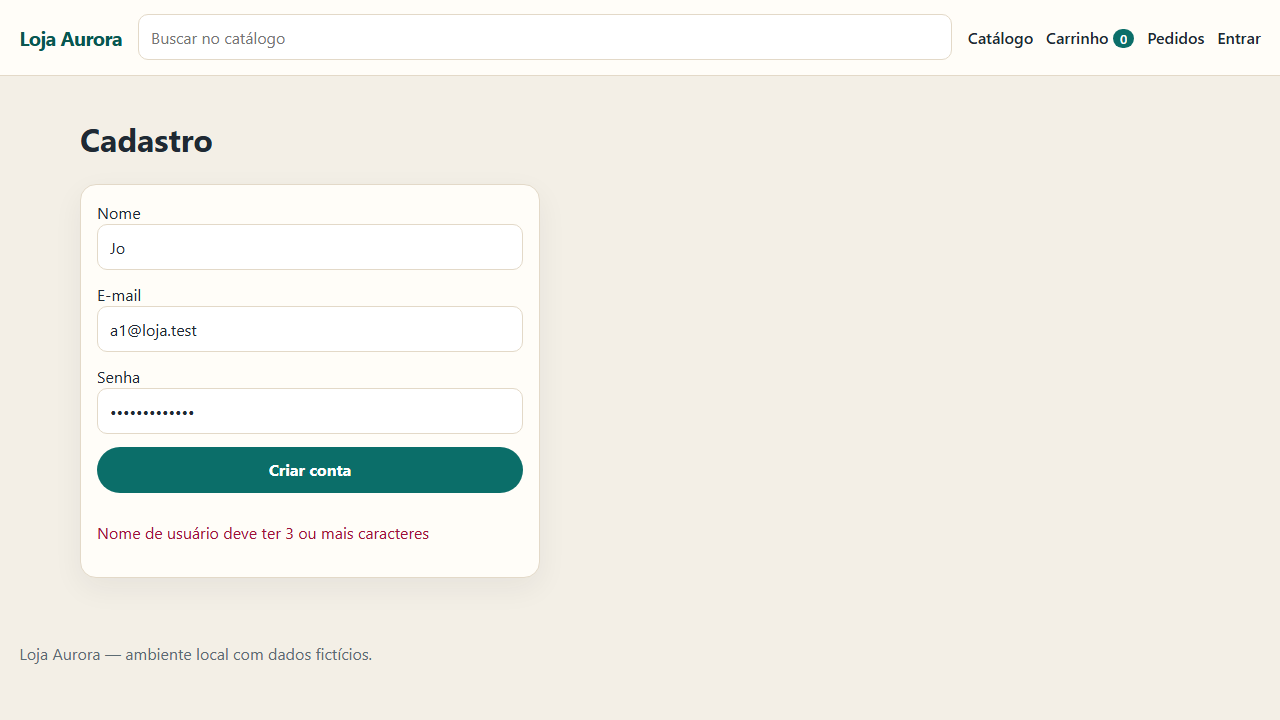 Loja Aurora
Buscar no catálogo
Catálogo
Carrinho 0
Pedidos
Entrar
Cadastro
Nome
Jo
E-mail
a1@loja.test
Senha
•••••••••••••
Criar conta
Nome de usuário deve ter 3 ou mais caracteres
Loja Aurora — ambiente local com dados fictícios.